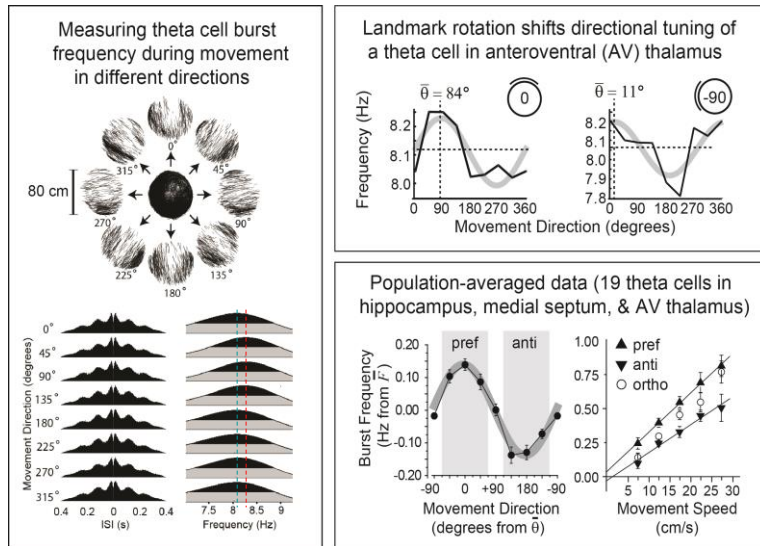 Measuring theta cell burst
frequency during movement
in different directions
0°
315°
45°
80 cm
270°
90°
225°
135°
180°
Movement Direction (degrees)
0°
45°
90°
135°
180°
225°
270°
315°
0.4 0.2 0 0.2 0.4
ISI (s)
7.5 8 8.5 9
Frequency (Hz)
Landmark rotation shifts directional tuning of
a theta cell in anteroventral (AV) thalamus
θ̅ = 84°
0
θ̅ = 11°
-90
Frequency (Hz)
8.2
8.1
8.0
0 90 180 270 360
8.2
8.1
8.0
7.9
7.8
0 90 180 270 360
Movement Direction (degrees)
Population-averaged data (19 theta cells in
hippocampus, medial septum, & AV thalamus)
pref
anti
Burst Frequency
(Hz from F̅)
0.20
0.10
0.00
-0.10
-0.20
-90 0 +90 -90
Movement Direction
(degrees from θ̅)
1.00
0.75
0.50
0.25
0
pref
anti
ortho
0 5 10 15 20 25 30
Movement Speed
(cm/s)